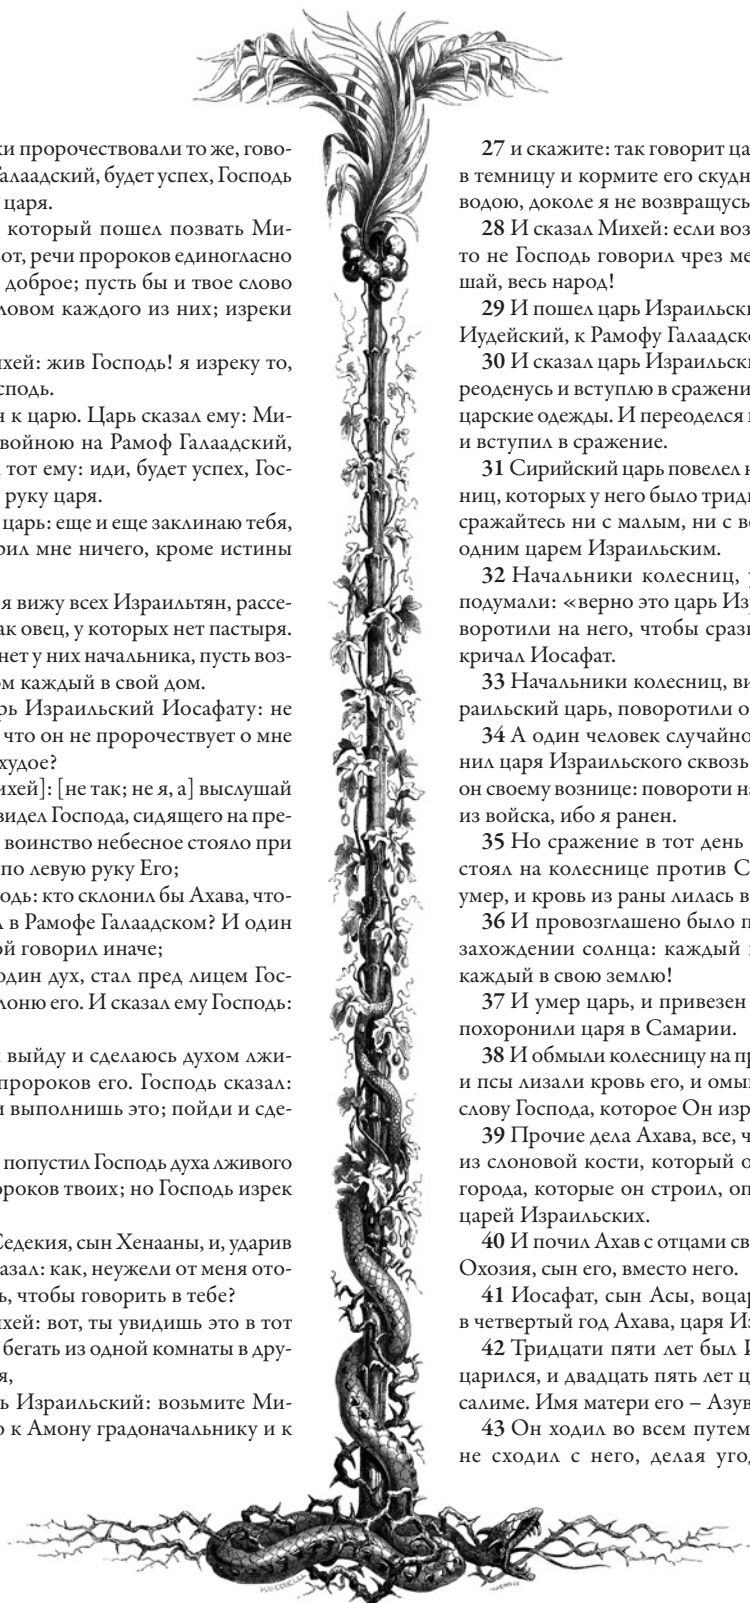 ки пророчествовали то же, гово-
Галаадский, будет успех, Господь
царя.
который пошел позвать Ми-
вот, речи пророков единогласно
доброе; пусть бы и твое слово
ловом каждого из них; изреки
ихей: жив Господь! я изреку то,
сподь.
к царю. Царь сказал ему: Ми-
войною на Рамоф Галаадский,
тот ему: иди, будет успех, Гос-
руку царя.
царь: еще и еще заклинаю тебя,
рил мне ничего, кроме истины
я вижу всех Израильтян, рассе-
ак овец, у которых нет пастыря.
нет у них начальника, пусть воз-
ом каждый в свой дом.
рь Израильский Иосафату: не
что он не пророчествует о мне
худое?
ихей]: [не так; не я, а] выслушай
видел Господа, сидящего на пре-
воинство небесное стояло при
по левую руку Его;
одь: кто склонил бы Ахава, что-
л в Рамофе Галаадском? И один
ой говорил иначе;
один дух, стал пред лицем Гос-
лоню его. И сказал ему Господь:
выйду и сделаюсь духом лжи-
пророков его. Господь сказал:
и выполнишь это; пойди и сде-
попустил Господь духа лживого
ороков твоих; но Господь изрек
Седекия, сын Хенааны, и, ударив
азал: как, неужели от меня ото-
ь, чтобы говорить в тебе?
ихей: вот, ты увидишь это в тот
бегать из одной комнаты в дру-
я,
ь Израильский: возьмите Ми-
о к Амону градоначальнику и к
27 и скажите: так говорит ца
в темницу и кормите его скудн
водою, доколе я не возвращусь
28 И сказал Михей: если воз
то не Господь говорил чрез ме
шай, весь народ!
29 И пошел царь Израильски
Иудейский, к Рамофу Галаадско
30 И сказал царь Израильски
реоденусь и вступлю в сражени
царские одежды. И переоделся
и вступил в сражение.
31 Сирийский царь повелел н
ниц, которых у него было тридц
сражайтесь ни с малым, ни с ве
одним царем Израильским.
32 Начальники колесниц, у
подумали: «верно это царь Из
воротили на него, чтобы срази
кричал Иосафат.
33 Начальники колесниц, ви
раильский царь, поворотили о
34 А один человек случайно
нил царя Израильского сквозь
он своему вознице: повороти на
из войска, ибо я ранен.
35 Но сражение в тот день
стоял на колеснице против С
умер, и кровь из раны лилась в
36 И провозглашено было п
захождении солнца: каждый
каждый в свою землю!
37 И умер царь, и привезен
похоронили царя в Самарии.
38 И обмыли колесницу на пр
и псы лизали кровь его, и омы
слову Господа, которое Он изр
39 Прочие дела Ахава, все, ч
из слоновой кости, который о
города, которые он строил, оп
царей Израильских.
40 И почил Ахав с отцами св
Охозия, сын его, вместо него.
41 Иосафат, сын Асы, воцар
в четвертый год Ахава, царя Из
42 Тридцати пяти лет был И
царился, и двадцать пять лет ц
салиме. Имя матери его – Азув
43 Он ходил во всем путем
не сходил с него, делая угод